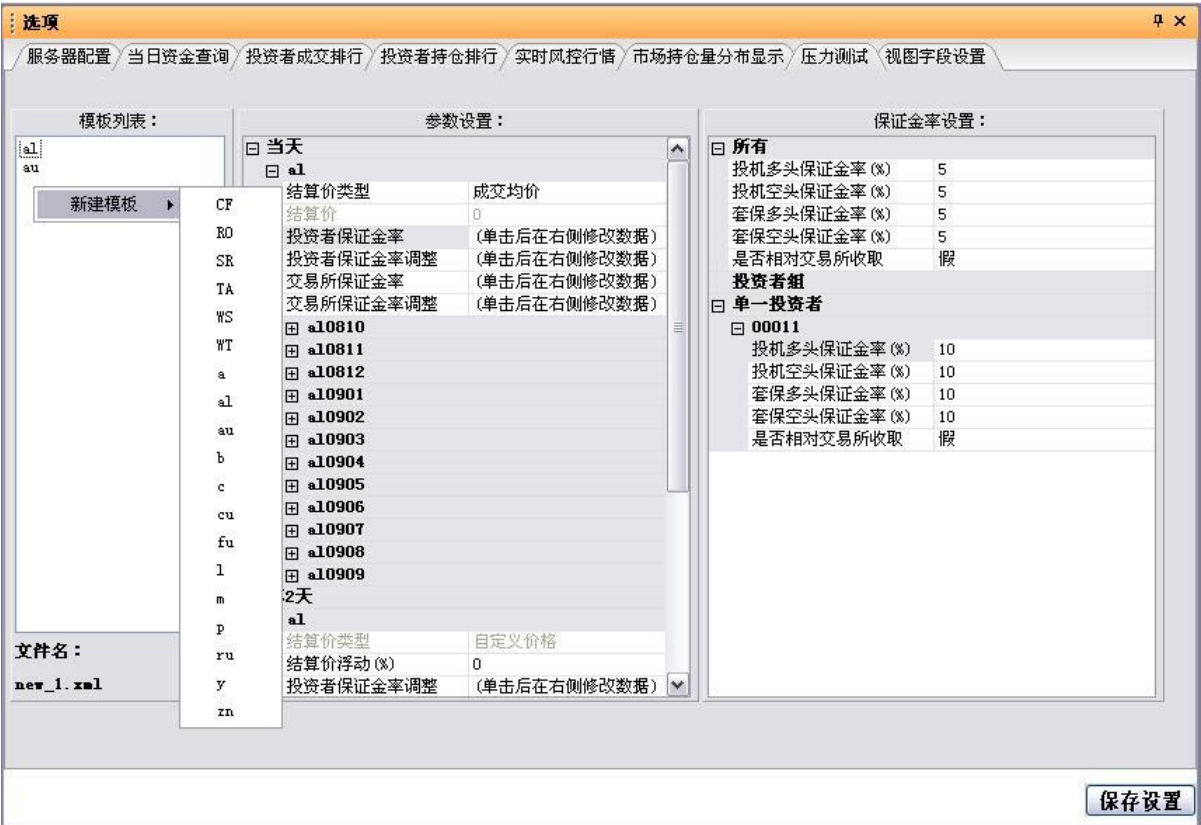 选项
服务器配置 当日资金查询 投资者成交排行 投资者持仓排行 实时风控行情 市场持仓量分布显示 压力测试 视图字段设置
模板列表：
al
au
新建模板
CF
RO
SR
TA
WS
WT
a
al
au
b
c
cu
fu
l
m
p
ru
y
zn
文件名：
new_1.xml
参数设置：
当天
al
结算价类型 成交均价
结算价 0
投资者保证金率 (单击后在右侧修改数据)
投资者保证金率调整 (单击后在右侧修改数据)
交易所保证金率 (单击后在右侧修改数据)
交易所保证金率调整 (单击后在右侧修改数据)
al0810
al0811
al0812
al0901
al0902
al0903
al0904
al0905
al0906
al0907
al0908
al0909
2天
al
结算价类型 自定义价格
结算价浮动(%) 0
投资者保证金率调整 (单击后在右侧修改数据)
保证金率设置：
所有
投机多头保证金率(%) 5
投机空头保证金率(%) 5
套保多头保证金率(%) 5
套保空头保证金率(%) 5
是否相对交易所收取 假
投资者组
单一投资者
00011
投机多头保证金率(%) 10
投机空头保证金率(%) 10
套保多头保证金率(%) 10
套保空头保证金率(%) 10
是否相对交易所收取 假
保存设置